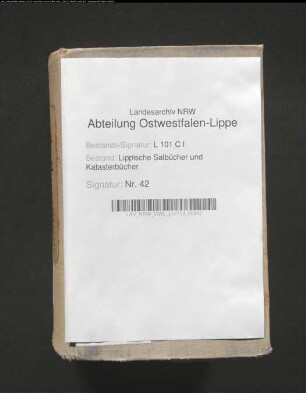 Landesarchiv NRW
Abteilung Ostwestfalen-Lippe
Bestands-Signatur: L 101 C I
Bestand: Lippische Salbücher und
Katasterbücher
Signatur: Nr. 42